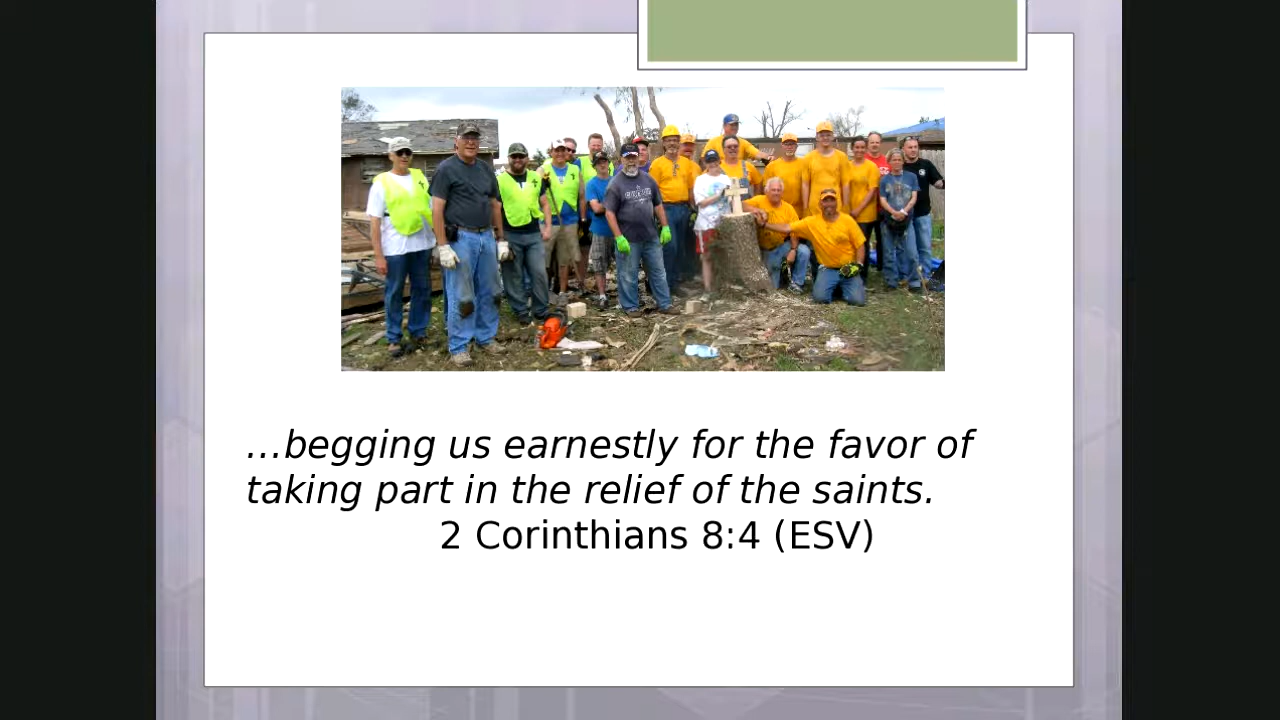 …begging us earnestly for the favor of
taking part in the relief of the saints.
2 Corinthians 8:4 (ESV)